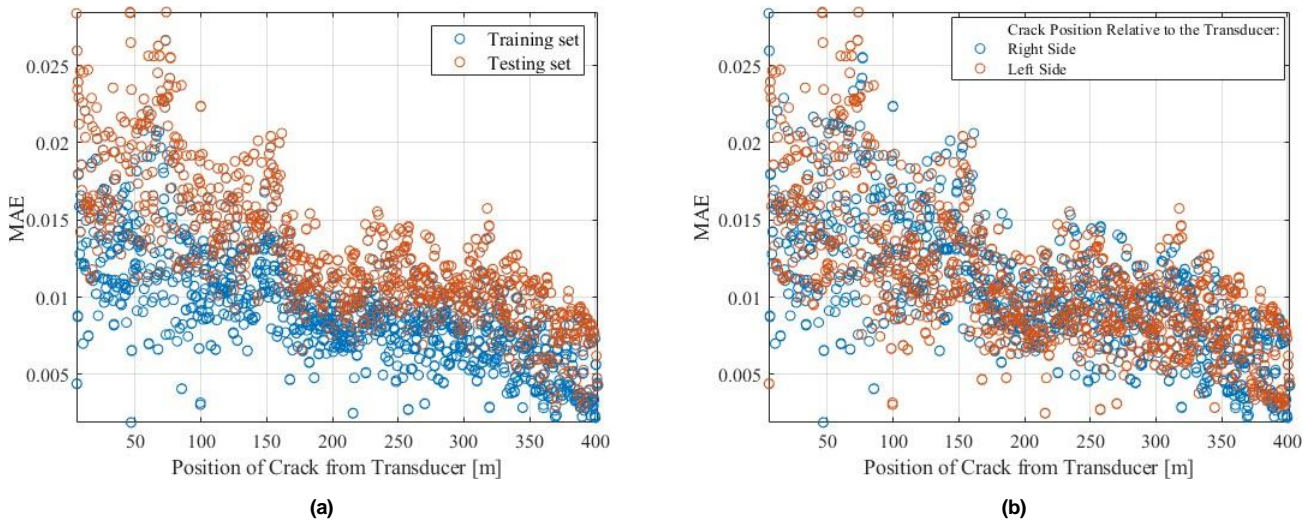 Training set
Testing set
0.025
0.02
0.015
0.01
0.005
MAE
50 100 150 200 250 300 350 400
Position of Crack from Transducer [m]
(a)
Crack Position Relative to the Transducer:
Right Side
Left Side
0.025
0.02
0.015
0.01
0.005
MAE
50 100 150 200 250 300 350 400
Position of Crack from Transducer [m]
(b)